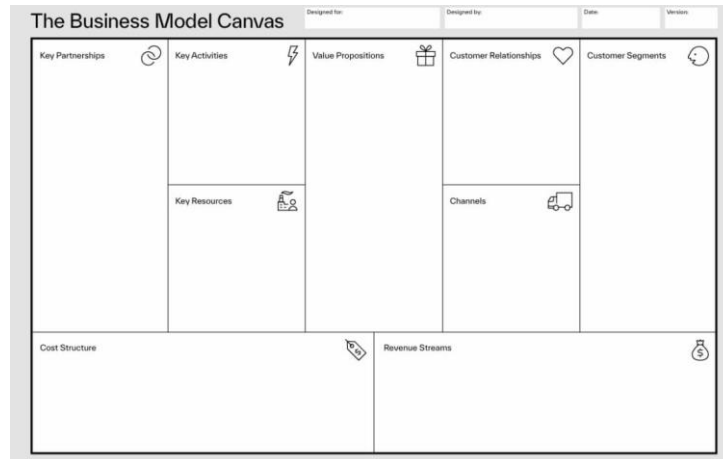 The Business Model Canvas
Designed for:
Designed by:
Date:
Version:
Key Partnerships
Key Activities
Value Propositions
Customer Relationships
Customer Segments
Key Resources
Channels
Cost Structure
Revenue Streams